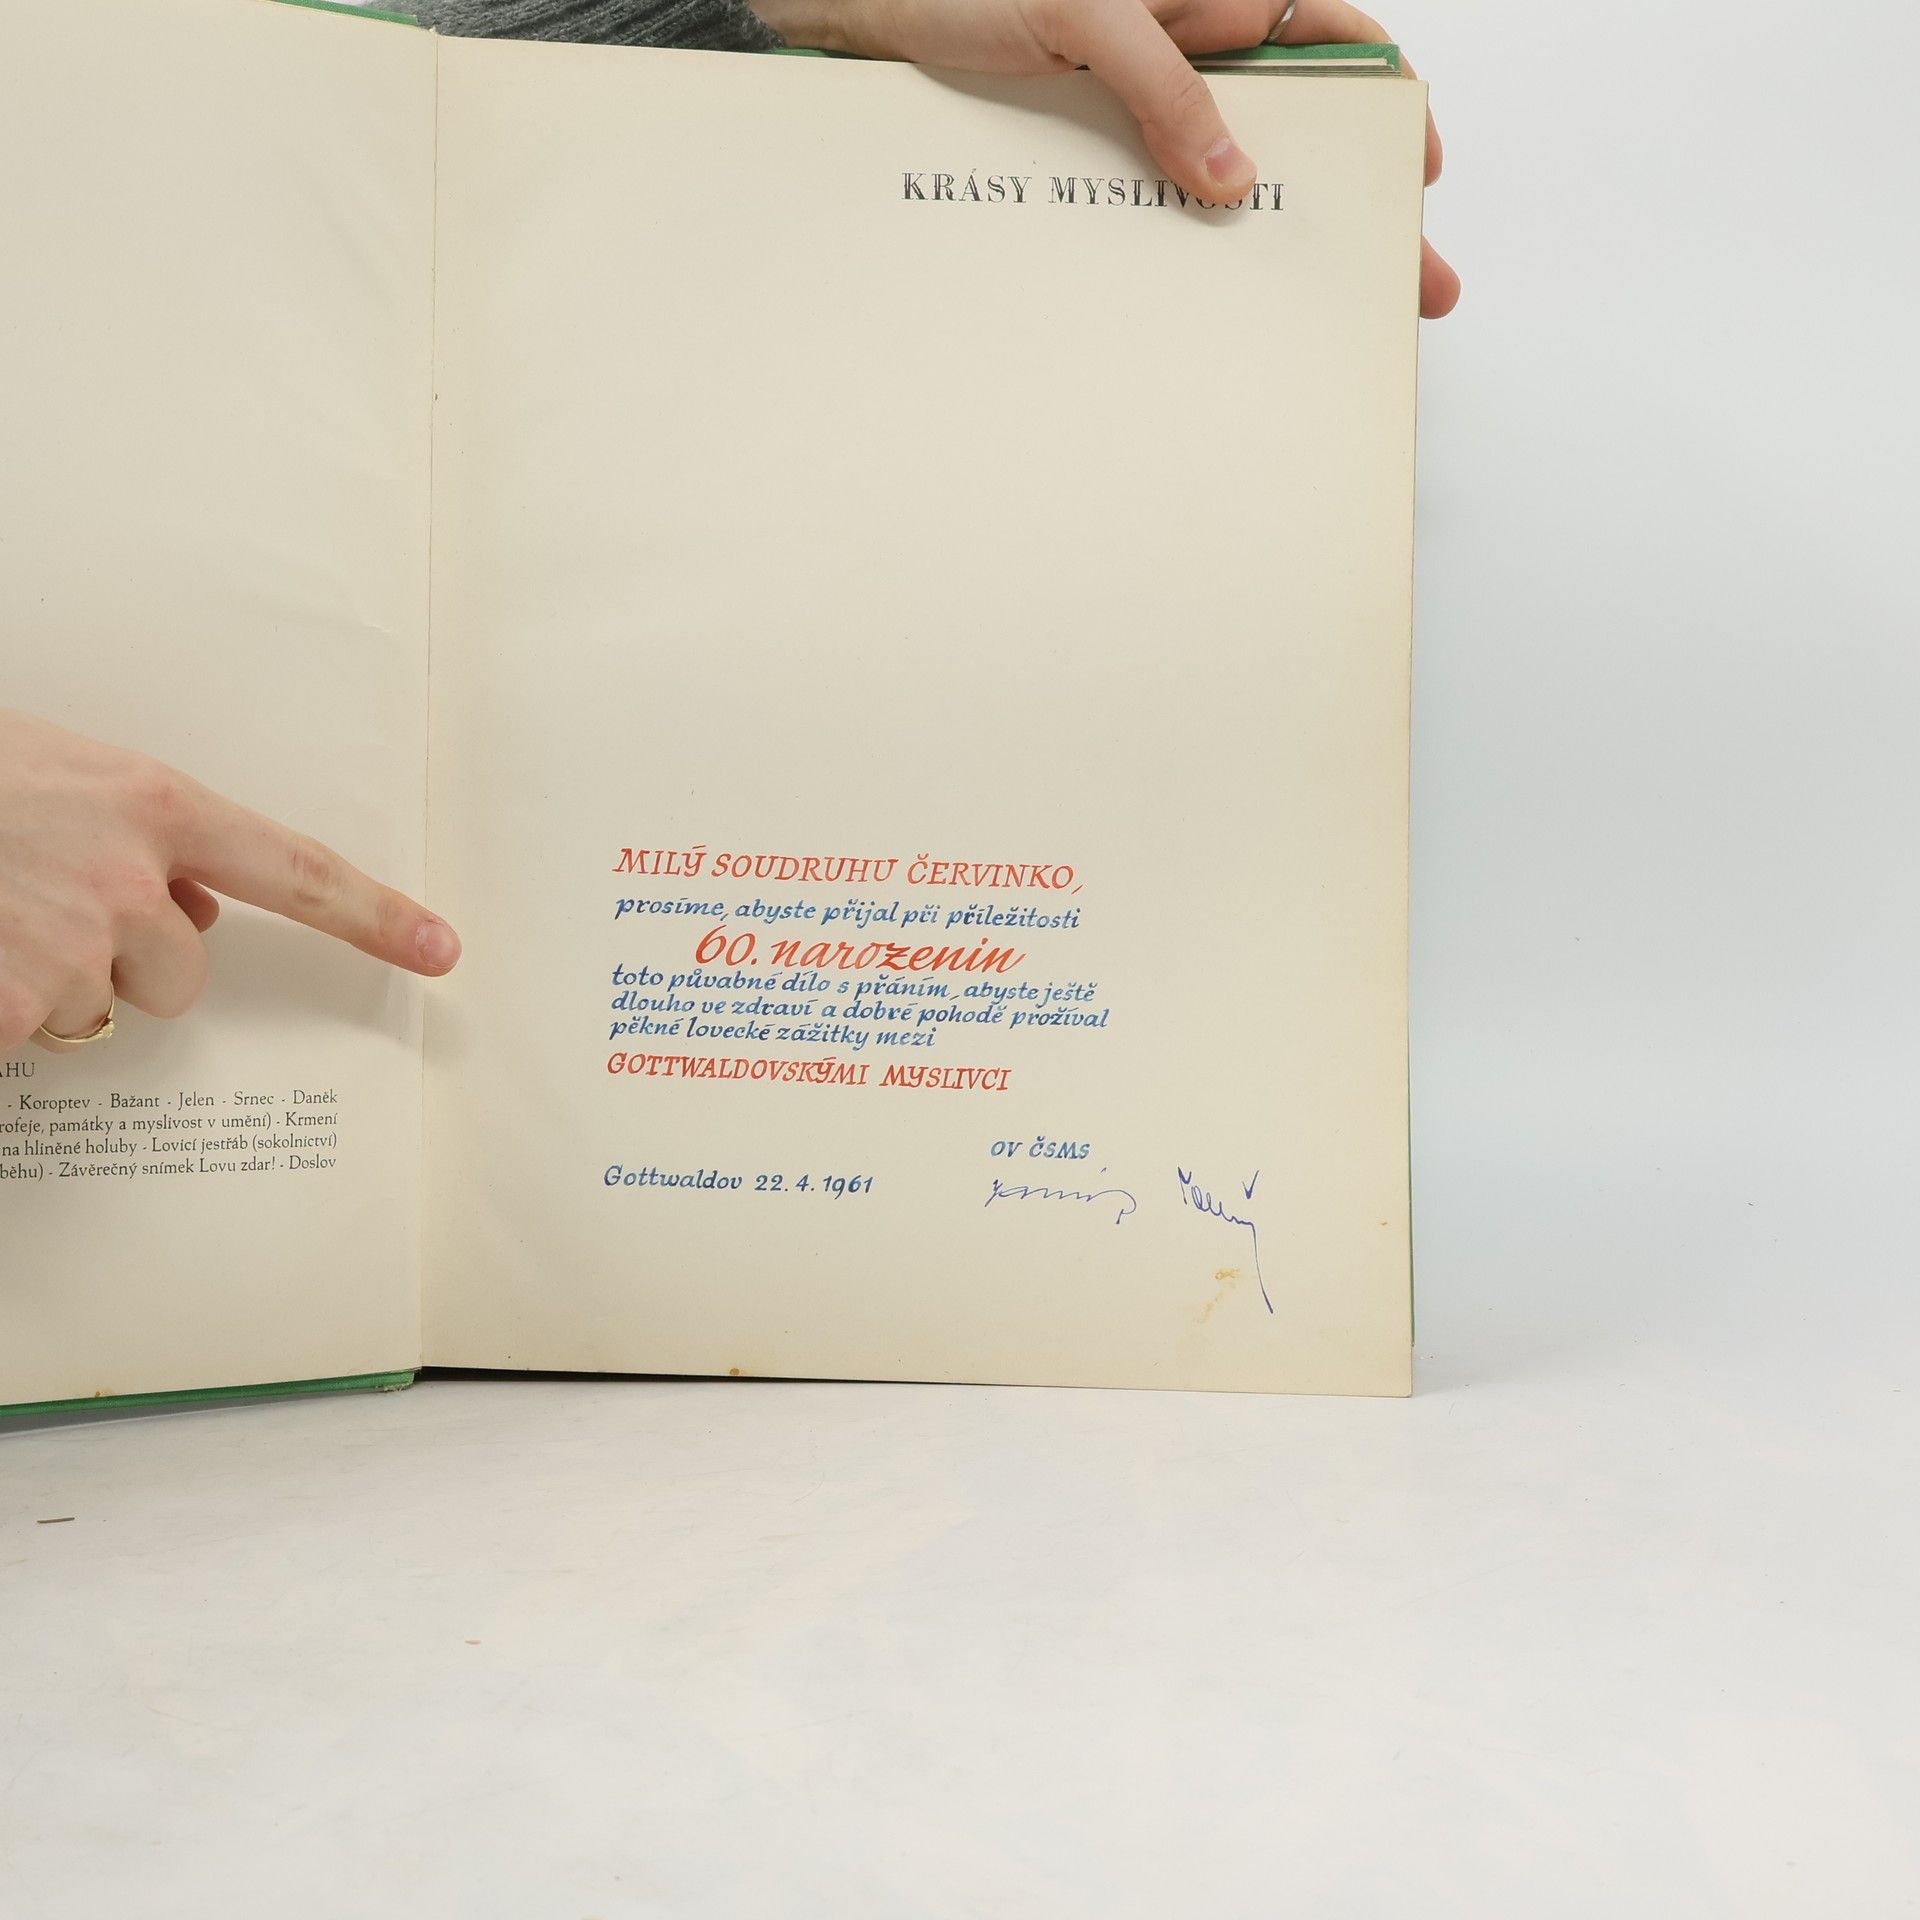 KRÁSY MYSLIVOSTI
MILÝ SOUDRUHU ČERVINKO,
prosíme, abyste přijal při příležitosti
60. narozenin
toto půvabné dílo s přáním, abyste ještě
dlouho ve zdraví a dobré pohodě prožíval
pěkné lovecké zážitky mezi
GOTTWALDOVSKÝMI MYSLIVCI
OV ČSMS
Gottwaldov 22. 4. 1961
AHU
- Koroptev - Bažant - Jelen - Srnec - Daněk
rofeje, památky a myslivost v umění) - Krmení
na hliněné holuby - Lovicí jestřáb (sokolnictví)
běhu) - Závěrečný snímek Lovu zdar! - Doslov